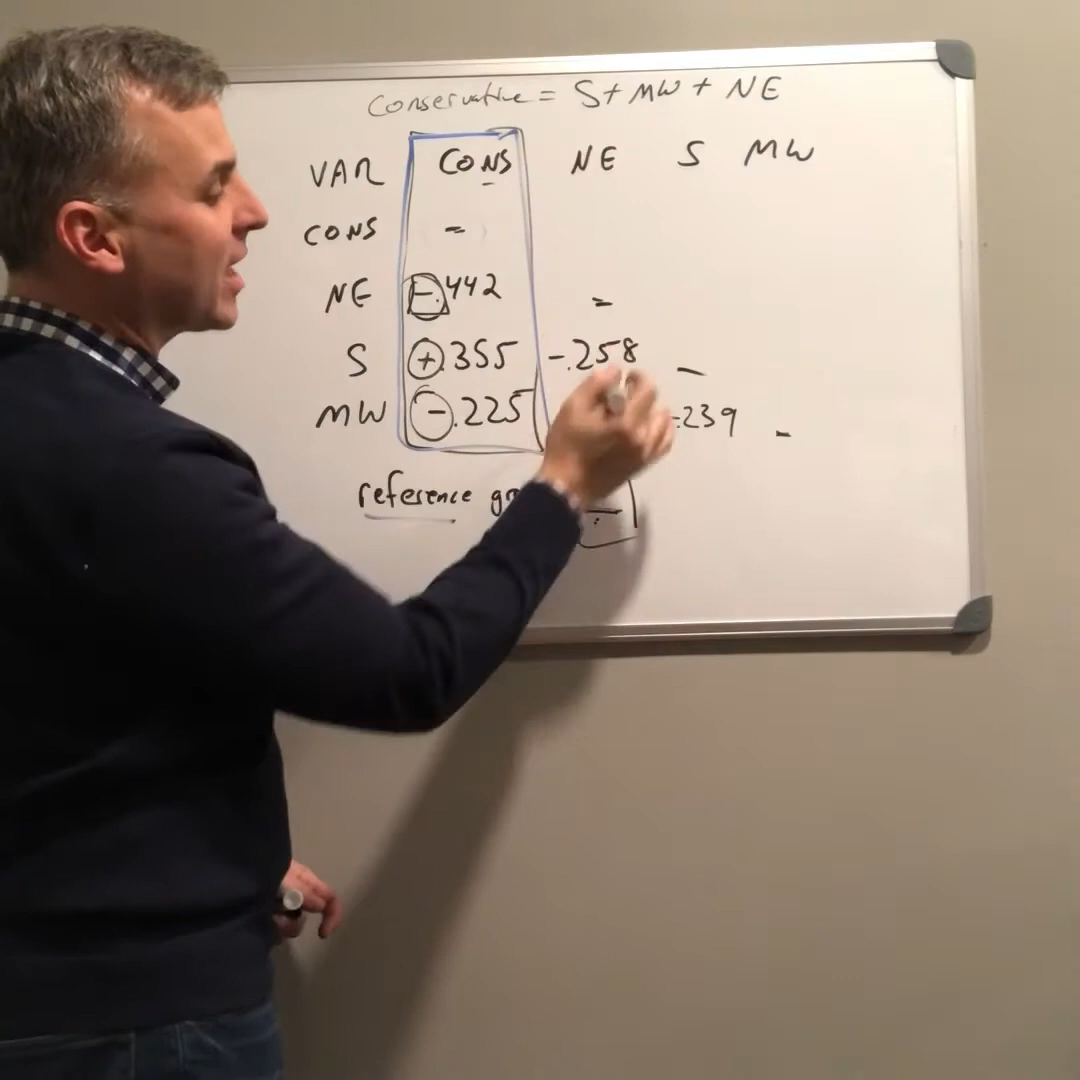 Conservative = S + MW + NE
VAR CONS NE S MW
CONS -
NE -.442 -
S +.355 -.258 -
MW -.225 -.239 -
reference